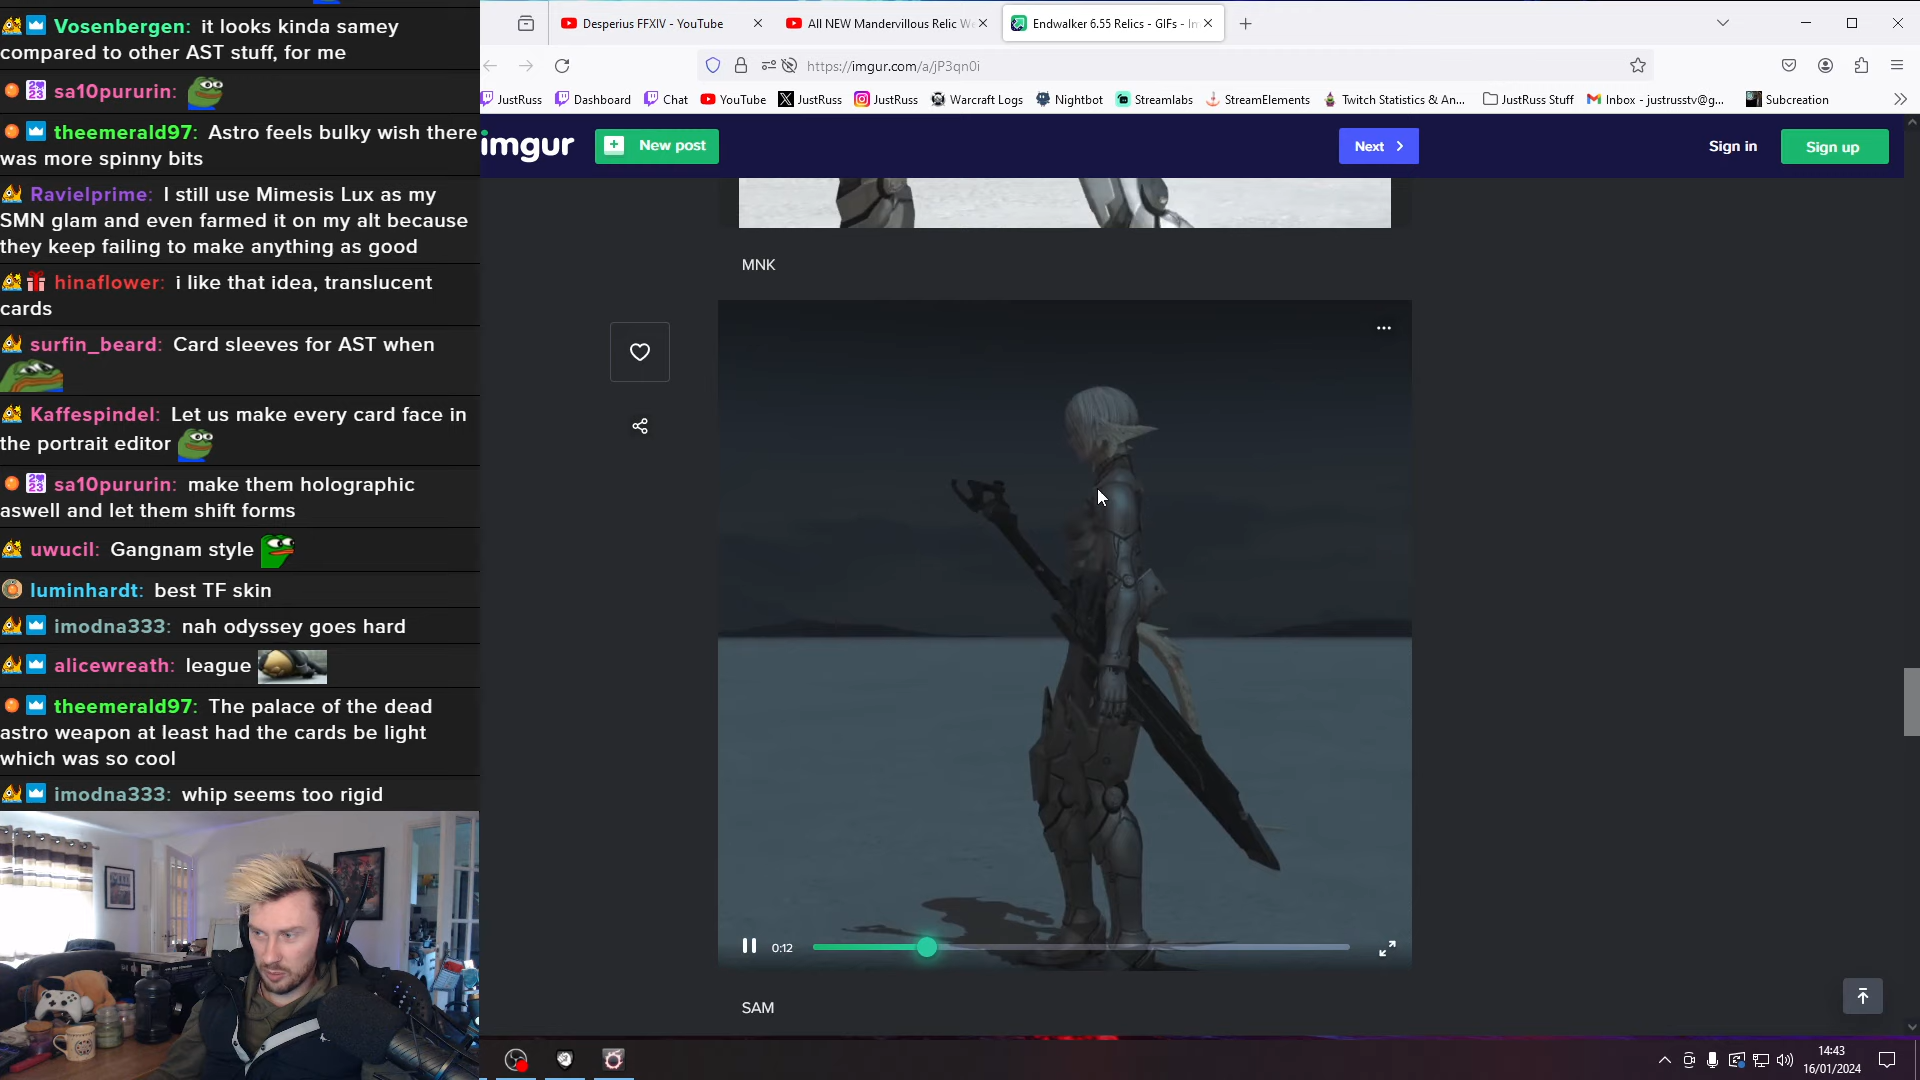 Vosenbergen: it looks kinda samey
compared to other AST stuff, for me
sa10pururin:
theemerald97: Astro feels bulky wish there
was more spinny bits
Ravielprime: I still use Mimesis Lux as my
SMN glam and even farmed it on my alt because
they keep failing to make anything as good
hinaflower: i like that idea, translucent
cards
surfin_beard: Card sleeves for AST when
Kaffespindel: Let us make every card face in
the portrait editor
sa10pururin: make them holographic
aswell and let them shift forms
uwucil: Gangnam style
luminhardt: best TF skin
imodna333: nah odyssey goes hard
alicewreath: league
theemerald97: The palace of the dead
astro weapon at least had the cards be light
which was so cool
imodna333: whip seems too rigid
Desperius FFXIV - YouTube
All NEW Mandervillous Relic We
Endwalker 6.55 Relics - GIFs - Im
https://imgur.com/a/jP3qn0i
JustRuss
Dashboard
Chat
YouTube
JustRuss
JustRuss
Warcraft Logs
Nightbot
Streamlabs
StreamElements
Twitch Statistics & An...
JustRuss Stuff
Inbox - justrusstv@g...
Subcreation
imgur
New post
Next
Sign in
Sign up
MNK
0:12
SAM
14:43
16/01/2024